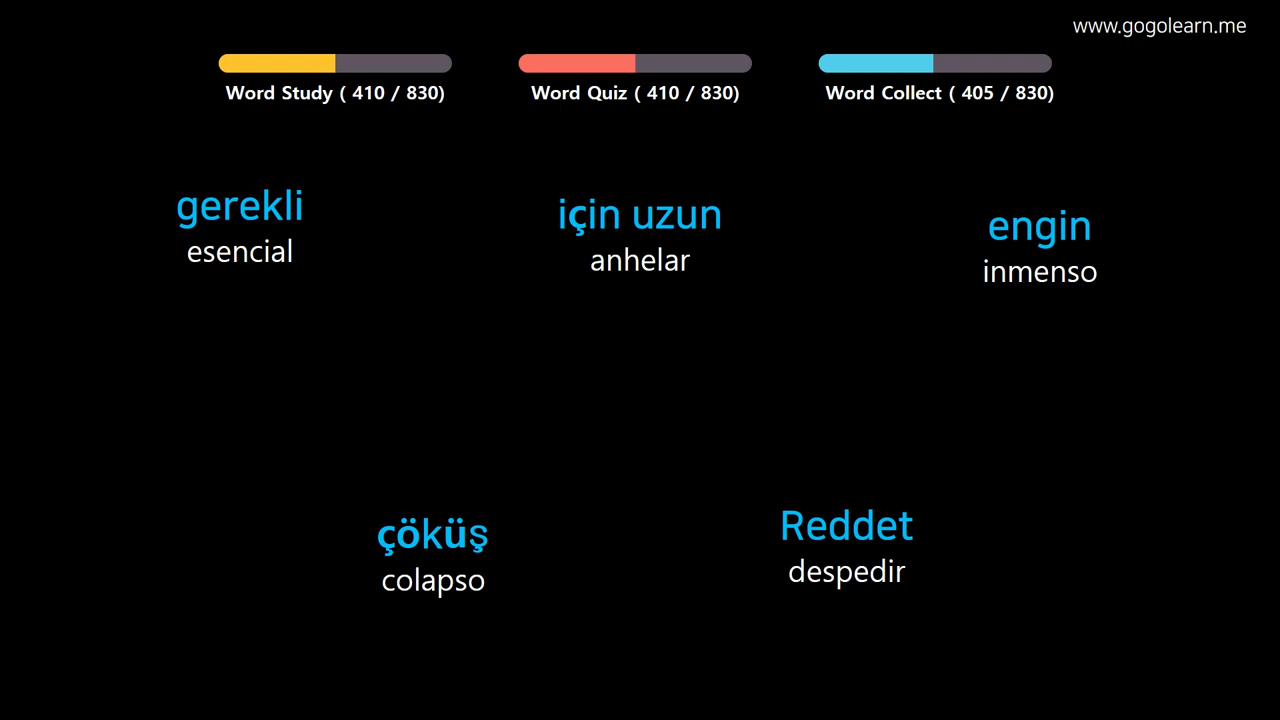 www.gogolearn.me
Word Study ( 410 / 830)
Word Quiz ( 410 / 830)
Word Collect ( 405 / 830)
gerekli
esencial
için uzun
anhelar
engin
inmenso
çöküş
colapso
Reddet
despedir